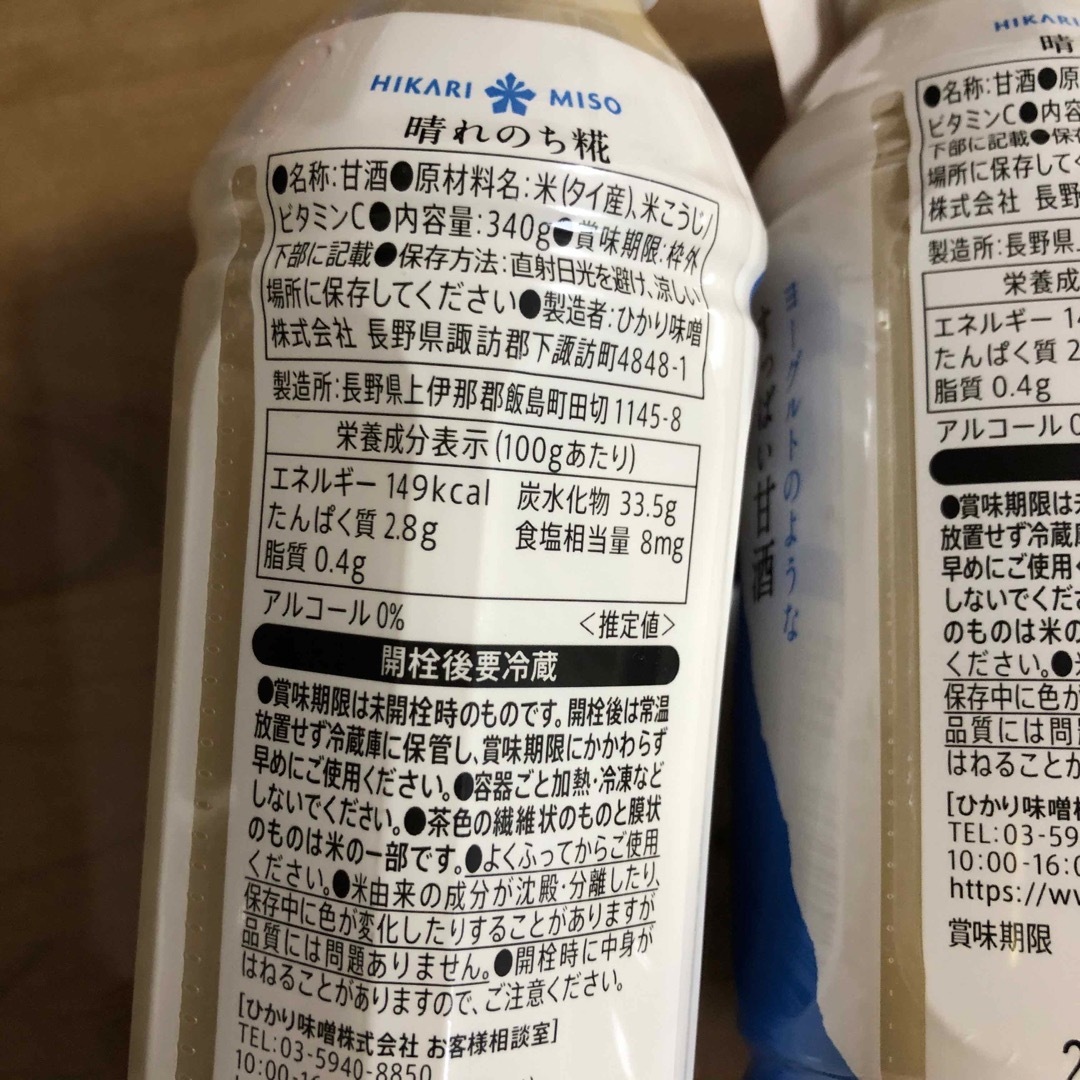 HIKARI MISO
晴れのち糀
●名称:甘酒●原材料名:米(タイ産)、米こうじ/
ビタミンC●内容量:340g●賞味期限:枠外
下部に記載●保存方法:直射日光を避け、涼しい
場所に保存してください●製造者:ひかり味噌
株式会社 長野県諏訪郡下諏訪町4848-1
製造所:長野県上伊那郡飯島町田切1145-8
栄養成分表示(100gあたり)
エネルギー 149kcal 炭水化物 33.5g
たんぱく質 2.8g 食塩相当量 8mg
脂質 0.4g
アルコール 0% <推定値>
開栓後要冷蔵
●賞味期限は未開栓時のものです。開栓後は常温
放置せず冷蔵庫に保管し、賞味期限にかかわらず
早めにご使用ください。●容器ごと加熱・冷凍など
しないでください。●茶色の繊維状のものと膜状
のものは米の一部です。●よくふってからご使用
ください。●米由来の成分が沈殿・分離したり、
保存中に色が変化したりすることがありますが
品質には問題ありません。●開栓時に中身が
はねることがありますので、ご注意ください。
[ひかり味噌株式会社 お客様相談室]
TEL:03-5940-8850
10:00-16
ヨーグルトのような
すっぱい甘酒
HIKARI
晴
●名称:甘酒●原
ビタミンC●内容
下部に記載●保存
場所に保存して
株式会社 長野
製造所:長野県
栄養成
エネルギー 14
たんぱく質 2
脂質 0.4g
アルコール 0
●賞味期限は未
放置せず冷蔵庫
早めにご使用
しないでくださ
のものは米の
ください。●
保存中に色が
品質には問題
はねることが
[ひかり味噌株
TEL:03-59
10:00-16:0
https://w
賞味期限
2